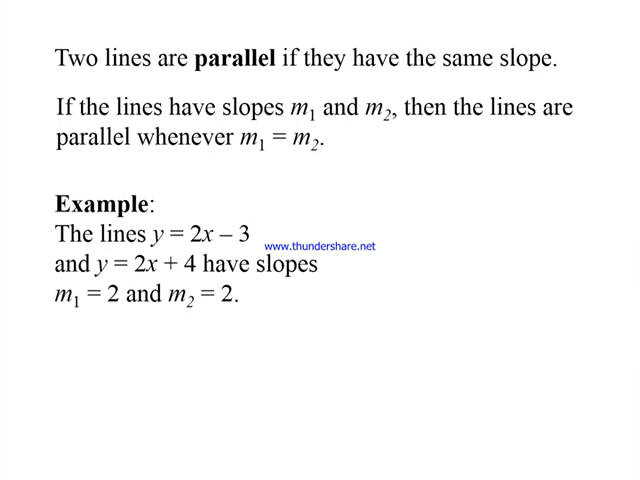 Two lines are parallel if they have the same slope.
If the lines have slopes m₁ and m₂, then the lines are
parallel whenever m₁ = m₂.
Example:
The lines y = 2x – 3
www.thundershare.net
and y = 2x + 4 have slopes
m₁ = 2 and m₂ = 2.